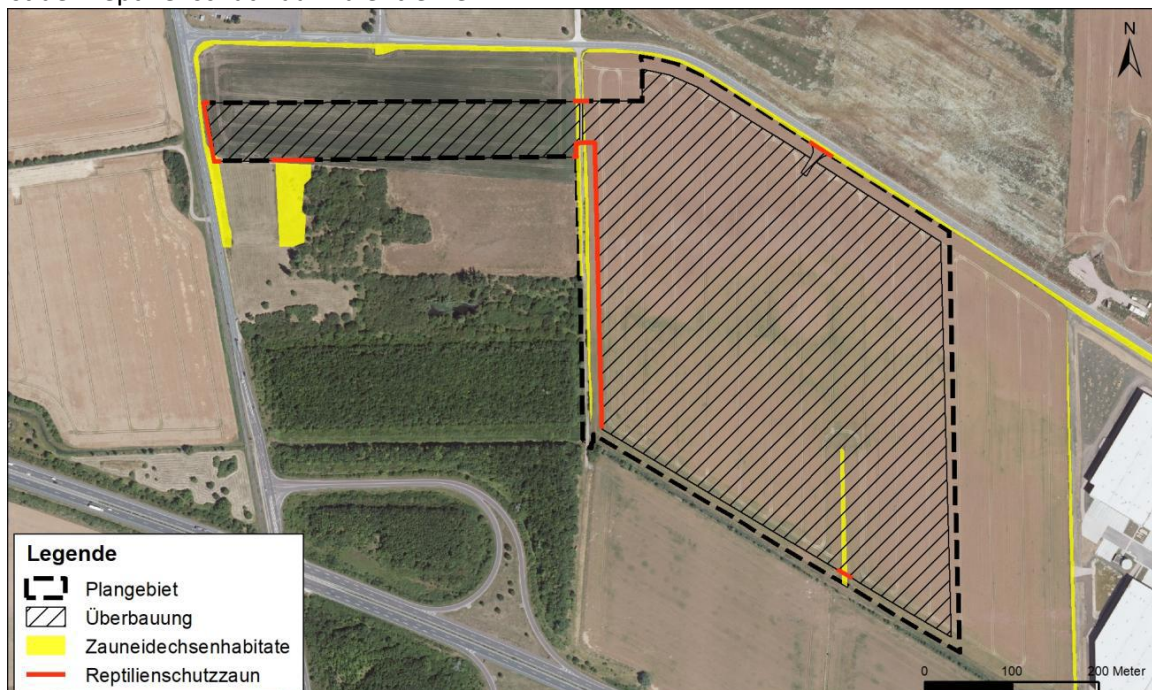 N
Legende
Plangebiet
Überbauung
Zauneidechsenhabitate
Reptilienschutzzaun
0 100 200 Meter